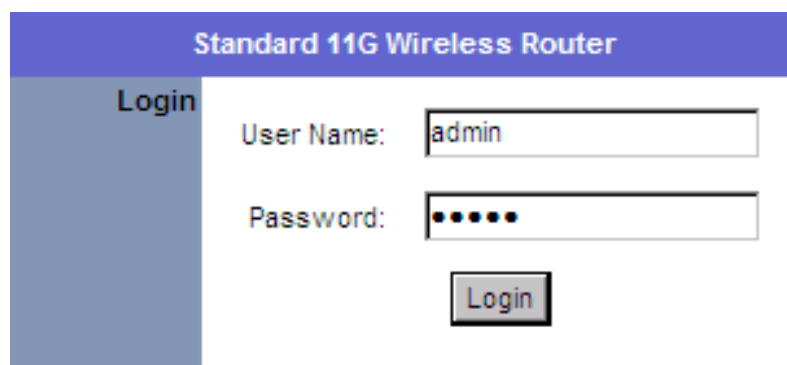 Standard 11G Wireless Router
Login
User Name: admin
Password: •••••
Login